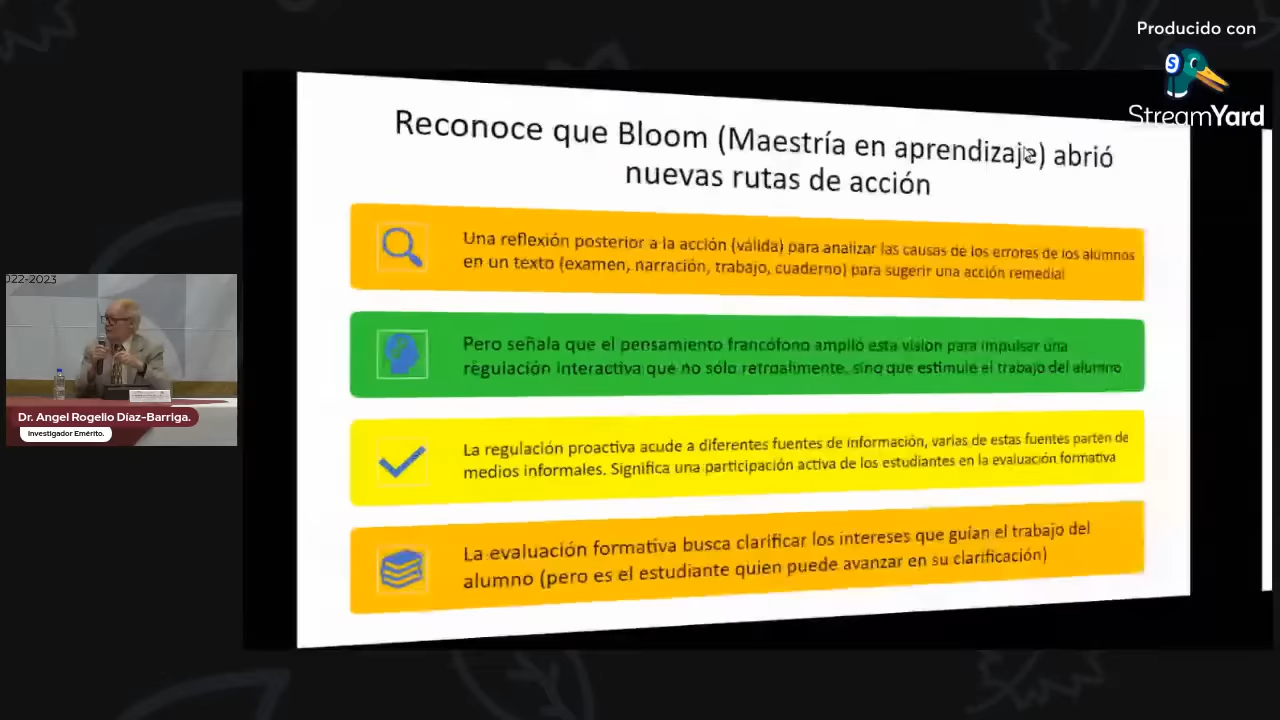 Producido con
StreamYard
Reconoce que Bloom (Maestría en aprendizaje) abrió
nuevas rutas de acción
Una reflexión posterior a la acción (válida) para analizar las causas de los errores de los alumnos
en un texto (examen, narración, trabajo, cuaderno) para sugerir una acción remedial
Pero señala que el pensamiento francófono amplió esta vision para impulsar una
regulación interactiva que no sólo retroalimente, sino que estimule el trabajo del alumno
La regulación proactiva acude a diferentes fuentes de información, varias de estas fuentes parten de
medios informales. Significa una participación activa de los estudiantes en la evaluación formativa
La evaluación formativa busca clarificar los intereses que guían el trabajo del
alumno (pero es el estudiante quien puede avanzar en su clarificación)
022-2023
Dr. Angel Rogelio Díaz-Barriga.
Investigador Emérito.